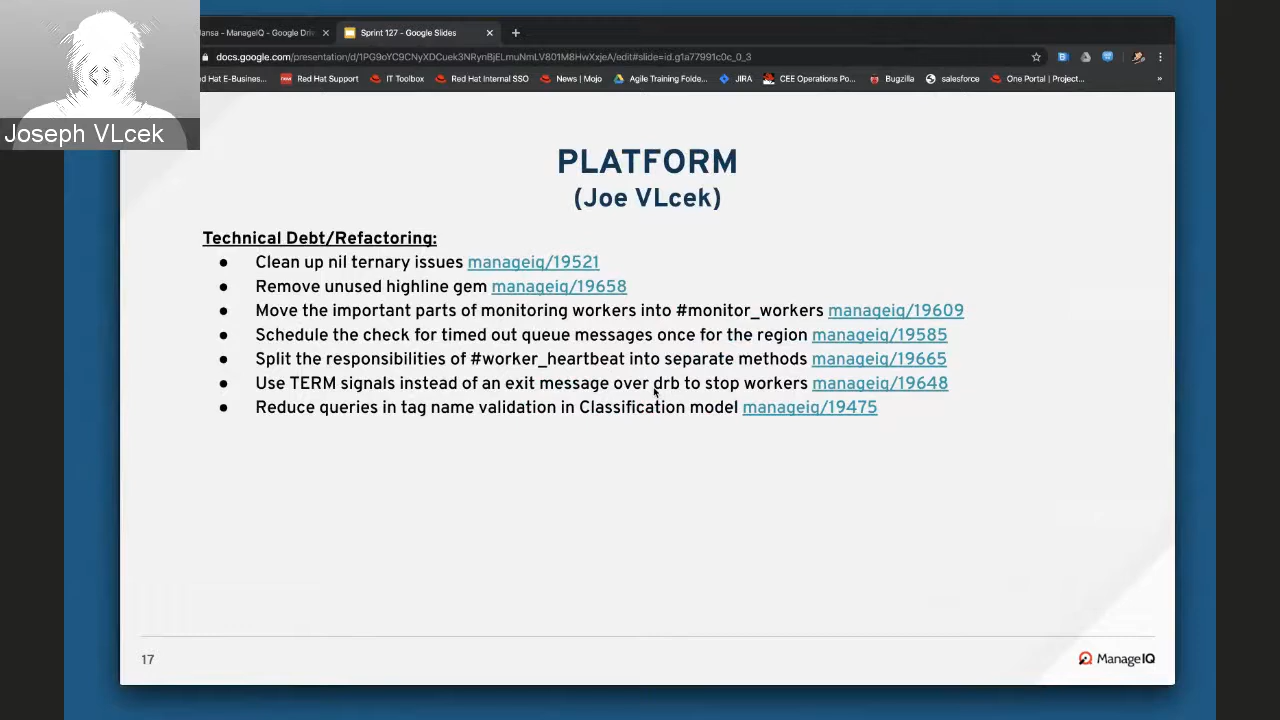 ansa - ManageIQ - Google Dri
Sprint 127 - Google Slides
docs.google.com/presentation/d/1PG9oYC9CNyXDCuek3NRynBjELmuNmLV801M8HwXxjeA/edit#slide=id.g1a77991c0c_0_3
d Hat E-Business...
Red Hat Support
IT Toolbox
Red Hat Internal SSO
News | Mojo
Agile Training Folde...
JIRA
CEE Operations Po...
Bugzilla
salesforce
One Portal | Project...
»
Joseph VLcek
PLATFORM
(Joe VLcek)
Technical Debt/Refactoring:
● Clean up nil ternary issues manageiq/19521
● Remove unused highline gem manageiq/19658
● Move the important parts of monitoring workers into #monitor_workers manageiq/19609
● Schedule the check for timed out queue messages once for the region manageiq/19585
● Split the responsibilities of #worker_heartbeat into separate methods manageiq/19665
● Use TERM signals instead of an exit message over drb to stop workers manageiq/19648
● Reduce queries in tag name validation in Classification model manageiq/19475
17
ManageIQ